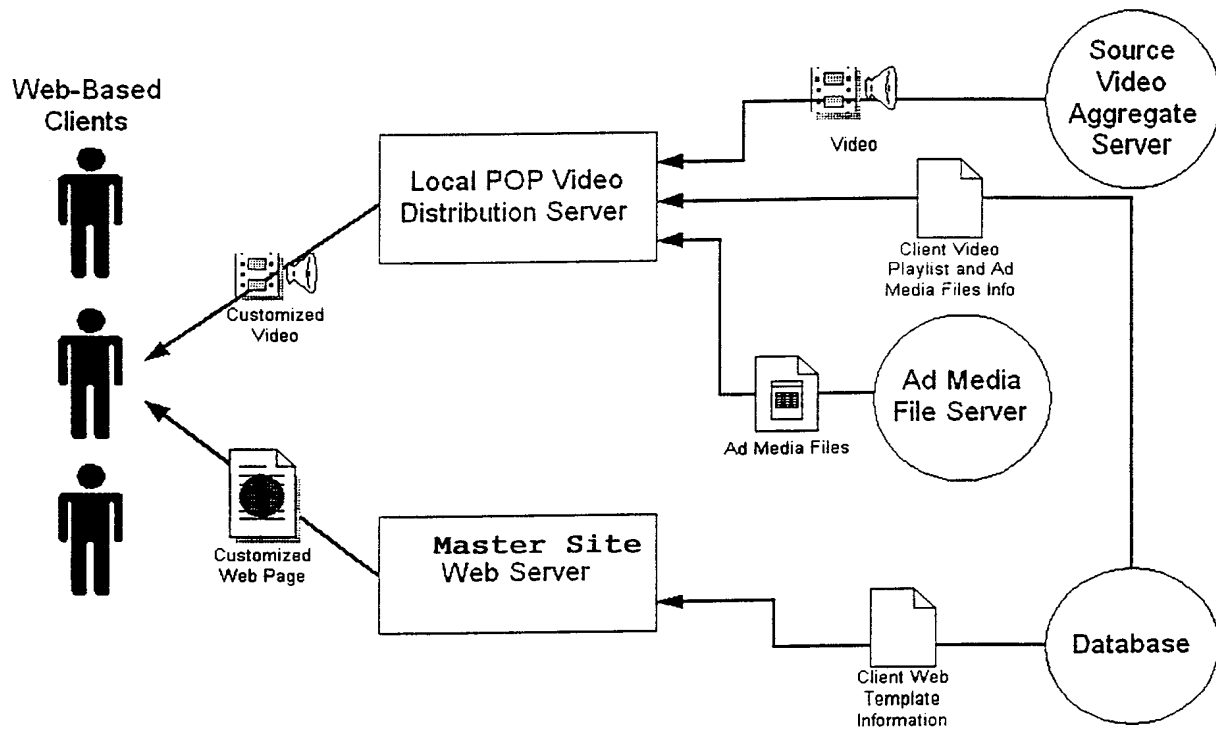 Web-Based
Clients
Source
Video
Aggregate
Server
Video
Local POP Video
Distribution Server
Client Video
Playlist and Ad
Media Files Info
Customized
Video
Ad Media
File Server
Ad Media Files
Customized
Web Page
Master Site
Web Server
Database
Client Web
Template
Information